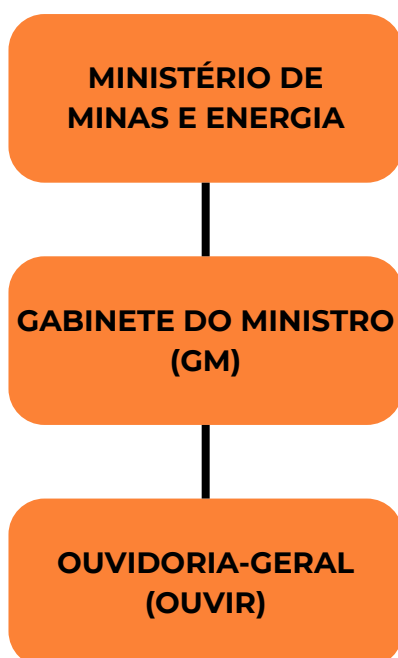 MINISTÉRIO DE
MINAS E ENERGIA
GABINETE DO MINISTRO
(GM)
OUVIDORIA-GERAL
(OUVIR)